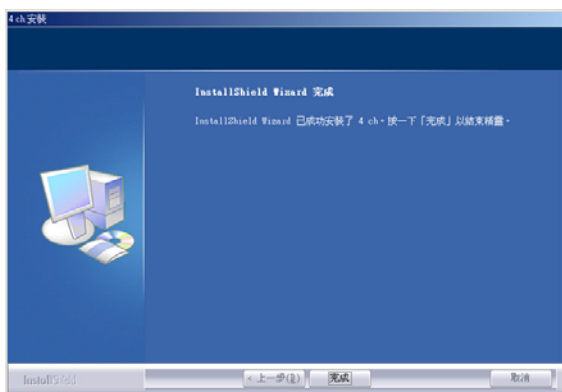 4 ch 安裝
InstallShield Wizard 完成
InstallShield Wizard 已成功安裝了 4 ch。按一下「完成」以結束精靈。
InstallShield
< 上一步(B)
完成
取消